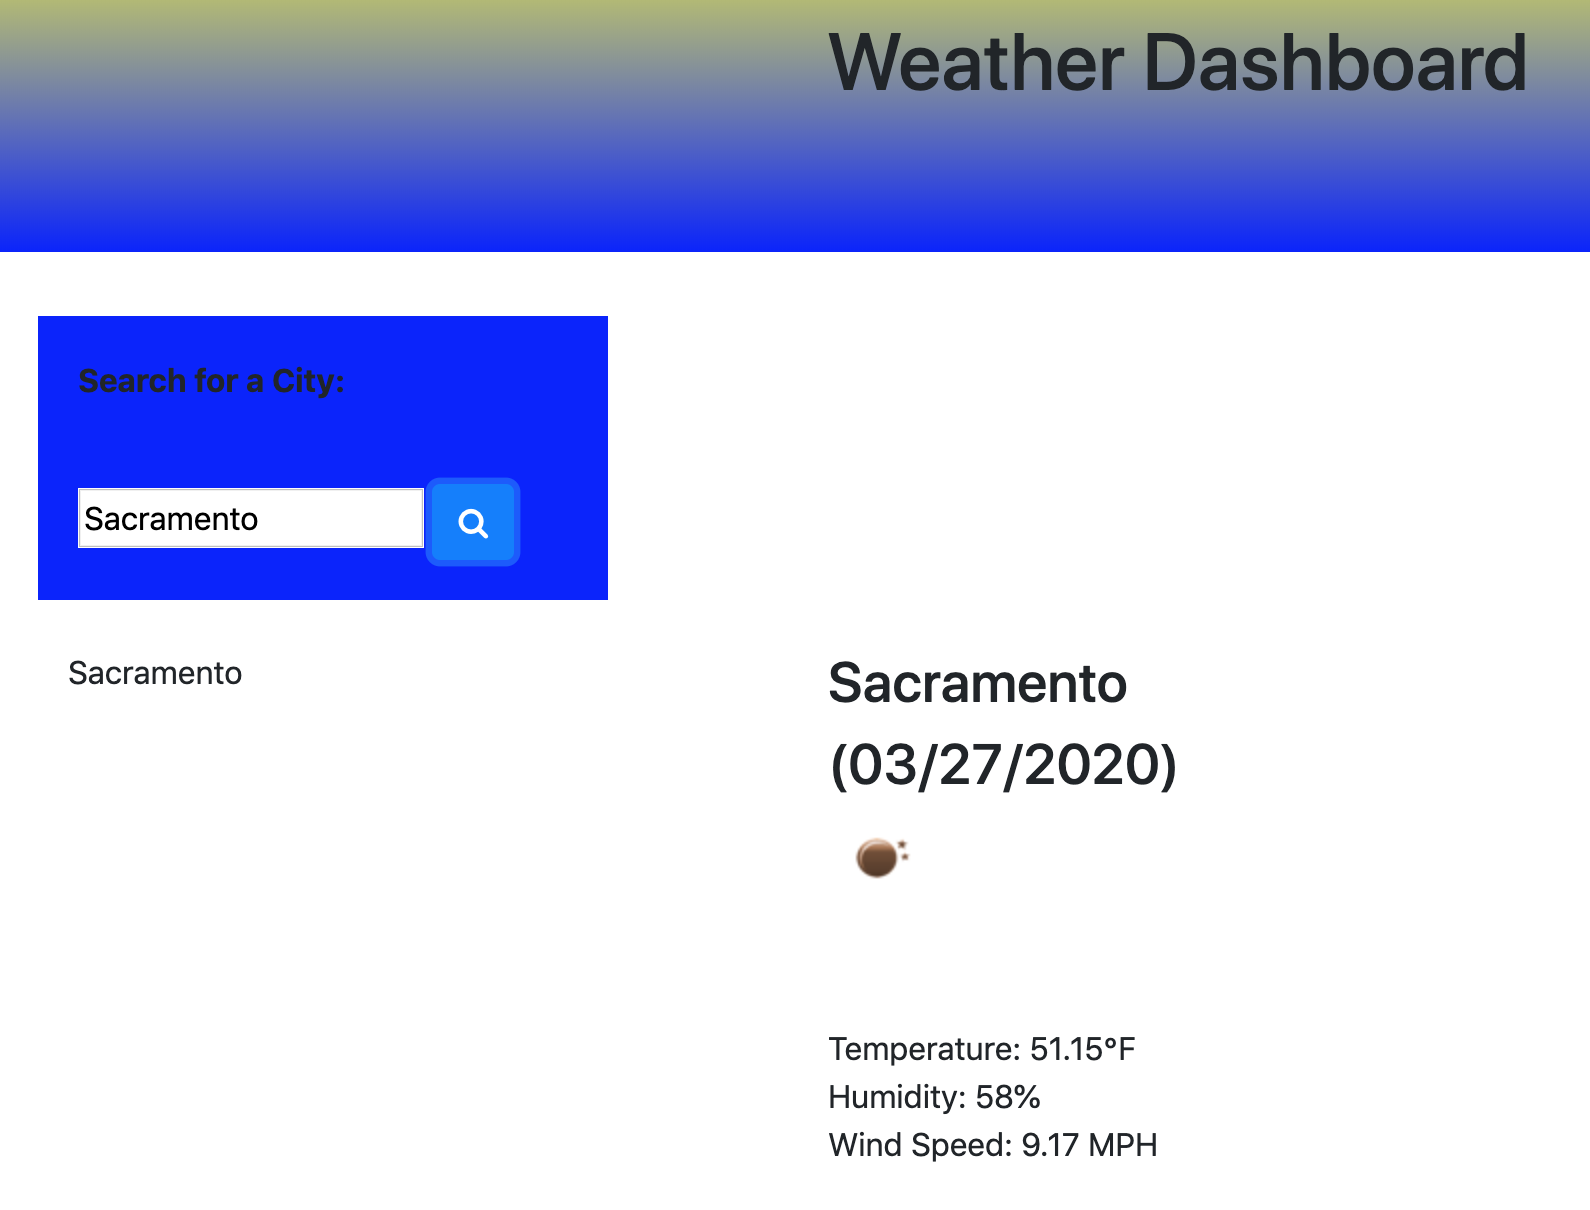 Weather Dashboard
Search for a City:
Sacramento
Sacramento
Sacramento
(03/27/2020)
Temperature: 51.15°F
Humidity: 58%
Wind Speed: 9.17 MPH